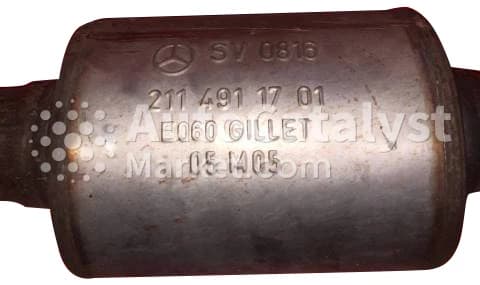 SV 0816
211 491 17 01
E060 GILLET
AutoCatalyst
Market.com
05 M05